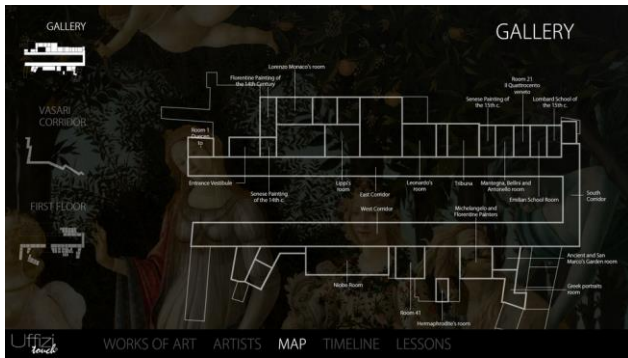 GALLERY
GALLERY
VASARI
CORRIDOR
FIRST FLOOR
Lorenzo Monaco's room
Florentine Painting of
the 14th Century
Room 21
Il Quattrocento
veneto
Senese Painting of
the 15th c.
Lombard School of
the 15th c.
Room 1
Entrance Vestibule
Senese Painting
of the 14th c.
Lippi's
room
East Corridor
West Corridor
Leonardo's
room
Tribuna
Mantegna, Bellini and
Antonello room
Michelangelo and
Florentine Painters
Emilian School Room
South
Corridor
Niobe Room
Room 41
Hermaphrodite's room
Ancient and San
Marco's Garden room
Greek portraits
room
Uffizi
touch
WORKS OF ART
ARTISTS
MAP
TIMELINE
LESSONS